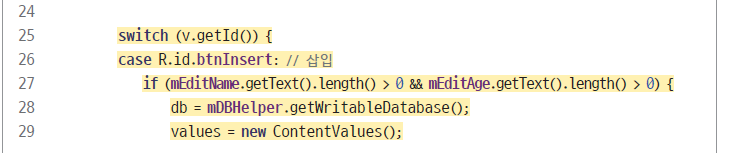 24
25 switch (v.getId()) {
26 case R.id.btnInsert: // 삽입
27 if (mEditName.getText().length() > 0 && mEditAge.getText().length() > 0) {
28 db = mDBHelper.getWritableDatabase();
29 values = new ContentValues();